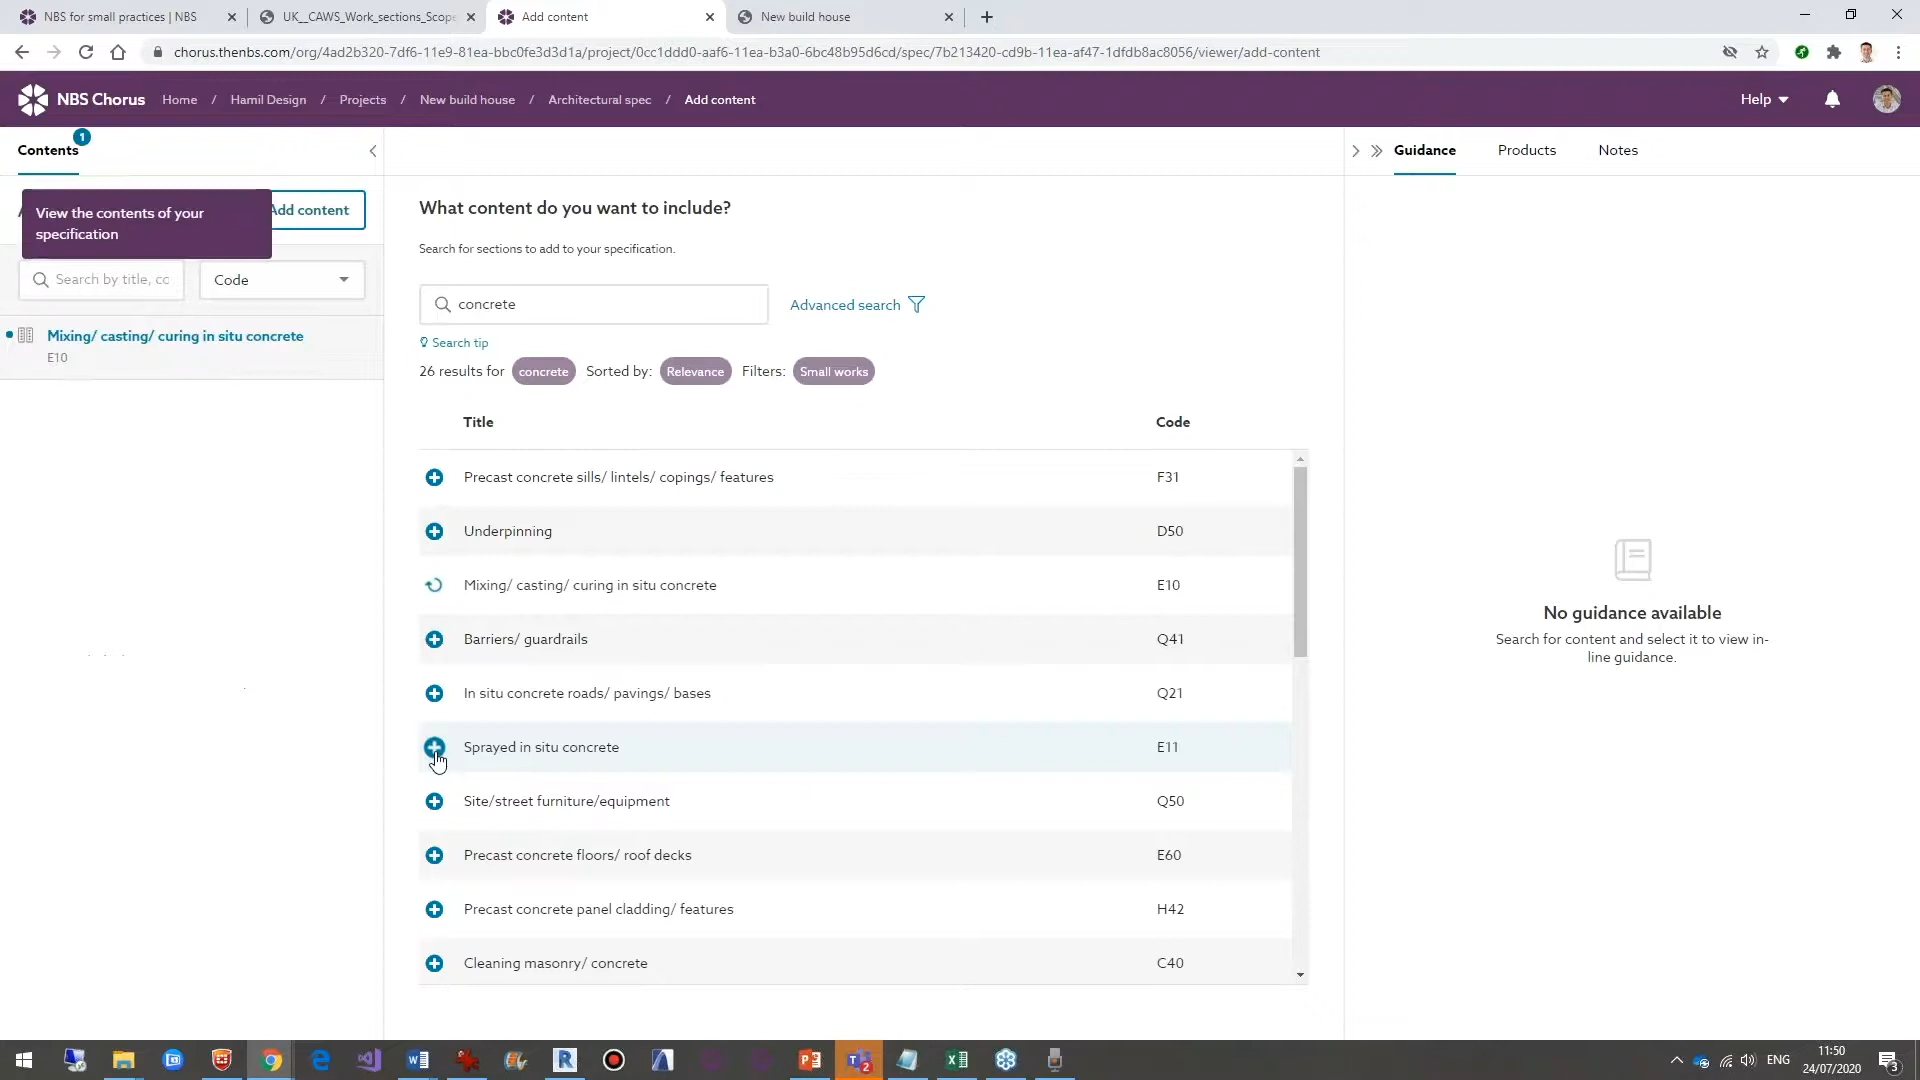 NBS for small practices | NBS
UK__CAWS_Work_sections_Scope
Add content
New build house
chorus.thenbs.com/org/4ad2b320-7df6-11e9-81ea-bbc0fe3d3d1a/project/0cc1ddd0-aaf6-11ea-b3a0-6bc48b95d6cd/spec/7b213420-cd9b-11ea-af47-1dfdb8ac8056/viewer/add-content
NBS Chorus Home / Hamil Design / Projects / New build house / Architectural spec / Add content
Help
1
Contents
View the contents of your
specification
Add content
Search by title, cc
Code
Mixing/ casting/ curing in situ concrete
E10
What content do you want to include?
Search for sections to add to your specification.
concrete
Advanced search
Search tip
26 results for concrete Sorted by: Relevance Filters: Small works
Title Code
Precast concrete sills/ lintels/ copings/ features F31
Underpinning D50
Mixing/ casting/ curing in situ concrete E10
Barriers/ guardrails Q41
In situ concrete roads/ pavings/ bases Q21
Sprayed in situ concrete E11
Site/street furniture/equipment Q50
Precast concrete floors/ roof decks E60
Precast concrete panel cladding/ features H42
Cleaning masonry/ concrete C40
Guidance Products Notes
No guidance available
Search for content and select it to view in-
line guidance.
ENG
11:50
24/07/2020
3